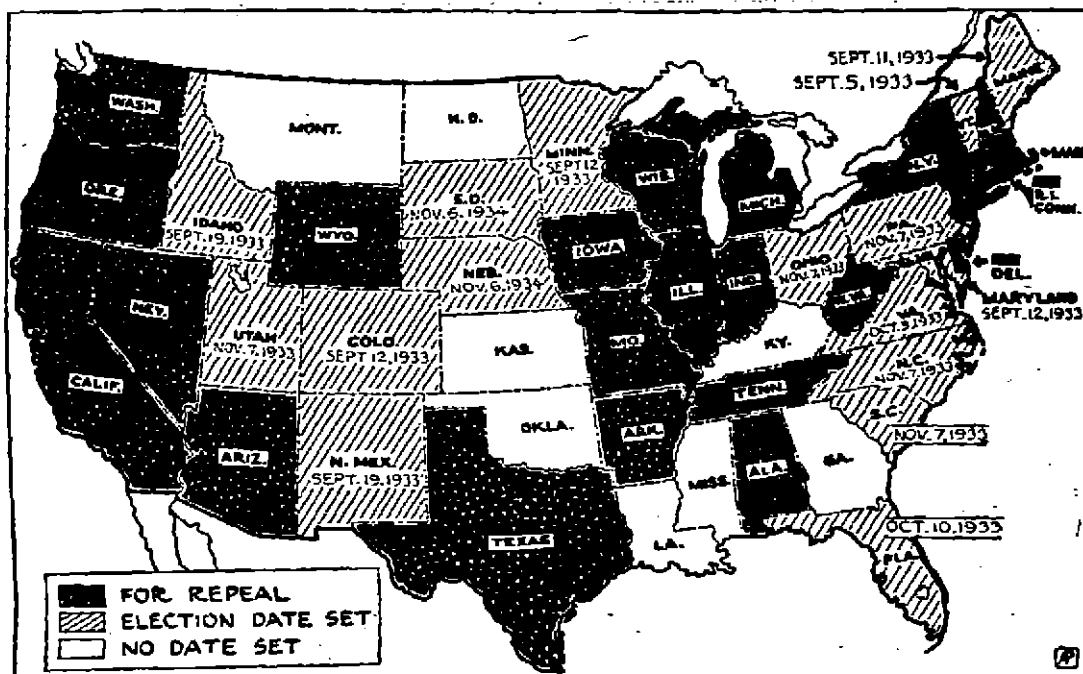 SEPT. 11, 1933
SEPT. 5, 1933
WASH.
MONT.
N. D.
MINN.
SEPT 12
1933
MAINE
VT.
N.Y.
MASS
R.I.
CONN.
ORE.
IDAHO
SEPT. 19, 1933
WYO.
S.D.
NOV. 6, 1934
WIS.
MICH.
IOWA
NEB.
NOV. 6, 1934
PA.
NOV. 7, 1933
OHIO
NOV. 7, 1933
DEL.
MARYLAND
SEPT. 12, 1933
NEV.
UTAH
NOV. 7, 1933
COLO.
SEPT 12, 1933
KAS.
MO.
ILL.
IND.
W.VA.
VA.
OCT. 3, 1933
KY.
N.C.
NOV. 7, 1933
CALIF.
ARIZ.
N. MEX.
SEPT. 19, 1933
OKLA.
ARK.
TENN.
S.C.
NOV. 7, 1933
TEXAS
LA.
MISS.
ALA.
GA.
OCT. 10, 1933
FLA.
FOR REPEAL
ELECTION DATE SET
NO DATE SET
AP